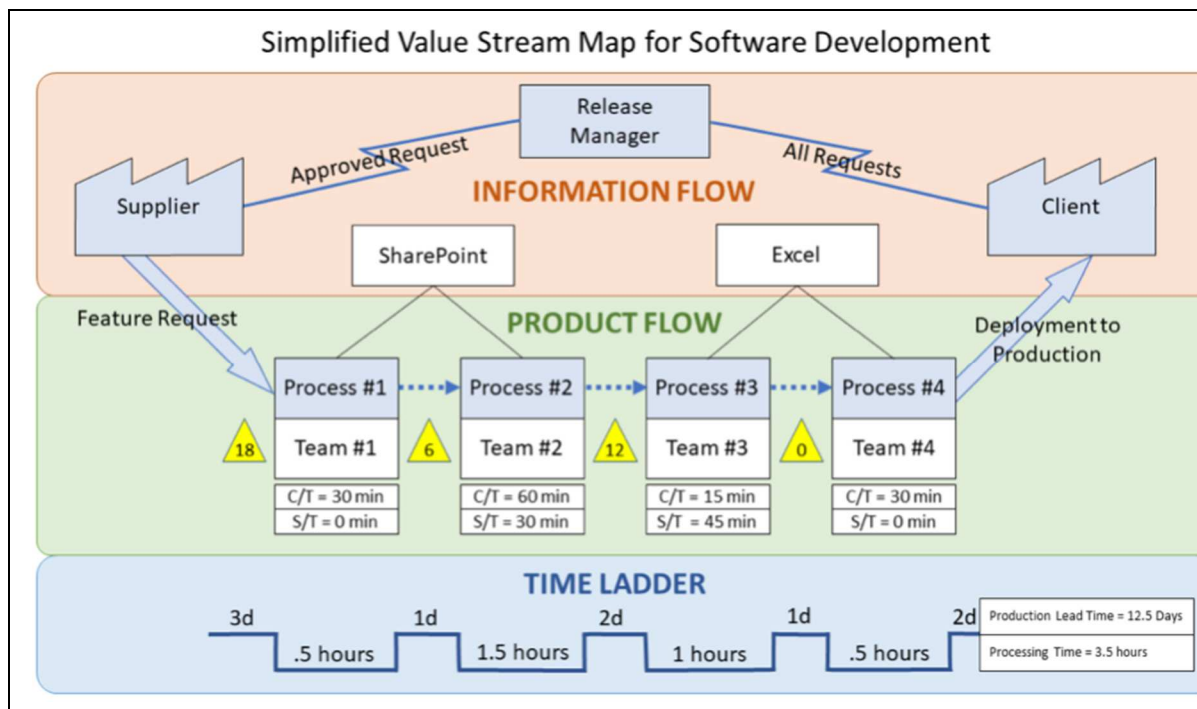 Simplified Value Stream Map for Software Development
Release
Manager
Approved Request
All Requests
INFORMATION FLOW
Supplier
Client
SharePoint
Excel
Feature Request
PRODUCT FLOW
Deployment to
Production
Process #1
Process #2
Process #3
Process #4
18
Team #1
6
Team #2
12
Team #3
0
Team #4
C/T = 30 min
S/T = 0 min
C/T = 60 min
S/T = 30 min
C/T = 15 min
S/T = 45 min
C/T = 30 min
S/T = 0 min
TIME LADDER
3d
1d
2d
1d
2d
.5 hours
1.5 hours
1 hours
.5 hours
Production Lead Time = 12.5 Days
Processing Time = 3.5 hours